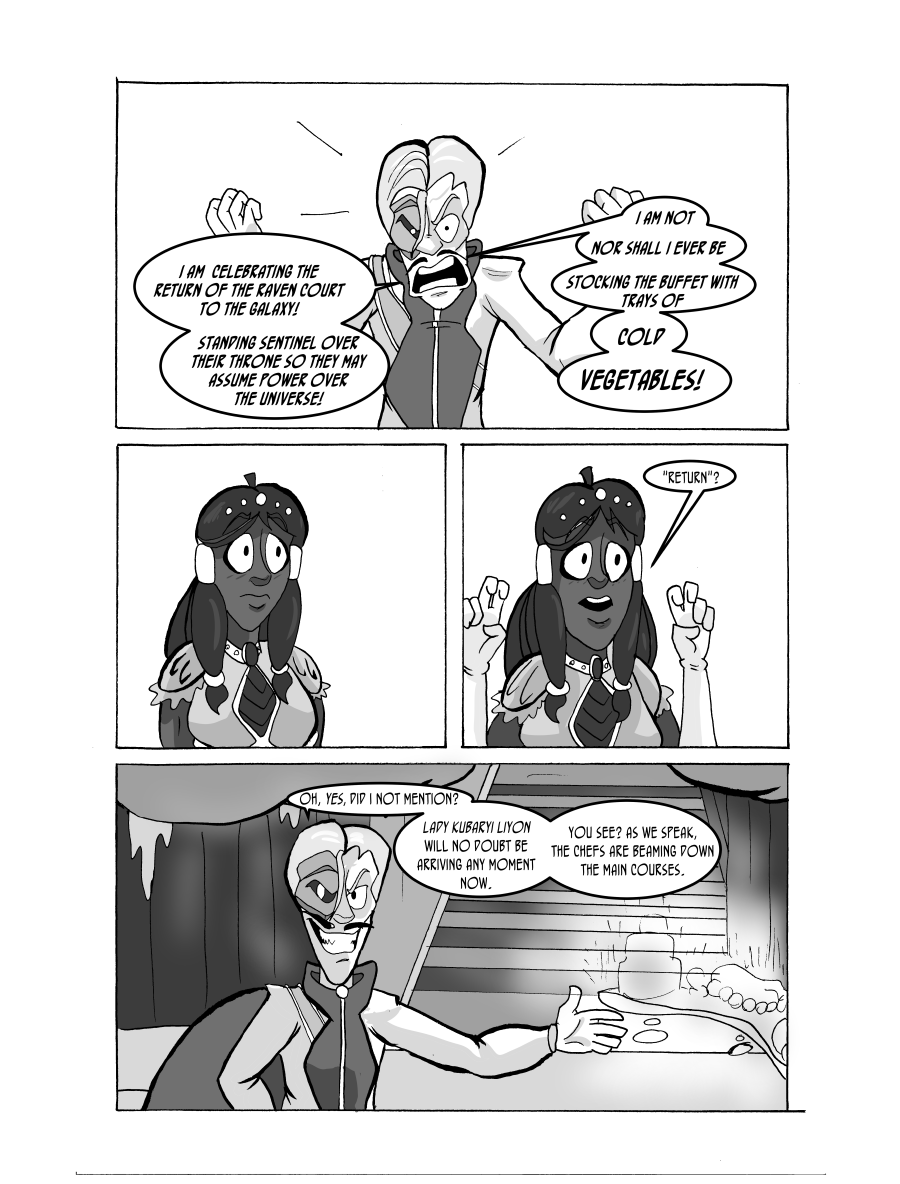 I AM CELEBRATING THE
RETURN OF THE RAVEN COURT
TO THE GALAXY!
STANDING SENTINEL OVER
THEIR THRONE SO THEY MAY
ASSUME POWER OVER
THE UNIVERSE!
I AM NOT
NOR SHALL I EVER BE
STOCKING THE BUFFET WITH
TRAYS OF
COLD
VEGETABLES!
"RETURN"?
OH, YES, DID I NOT MENTION?
LADY KUBARYI LIYON
WILL NO DOUBT BE
ARRIVING ANY MOMENT
NOW.
YOU SEE? AS WE SPEAK,
THE CHEFS ARE BEAMING DOWN
THE MAIN COURSES.